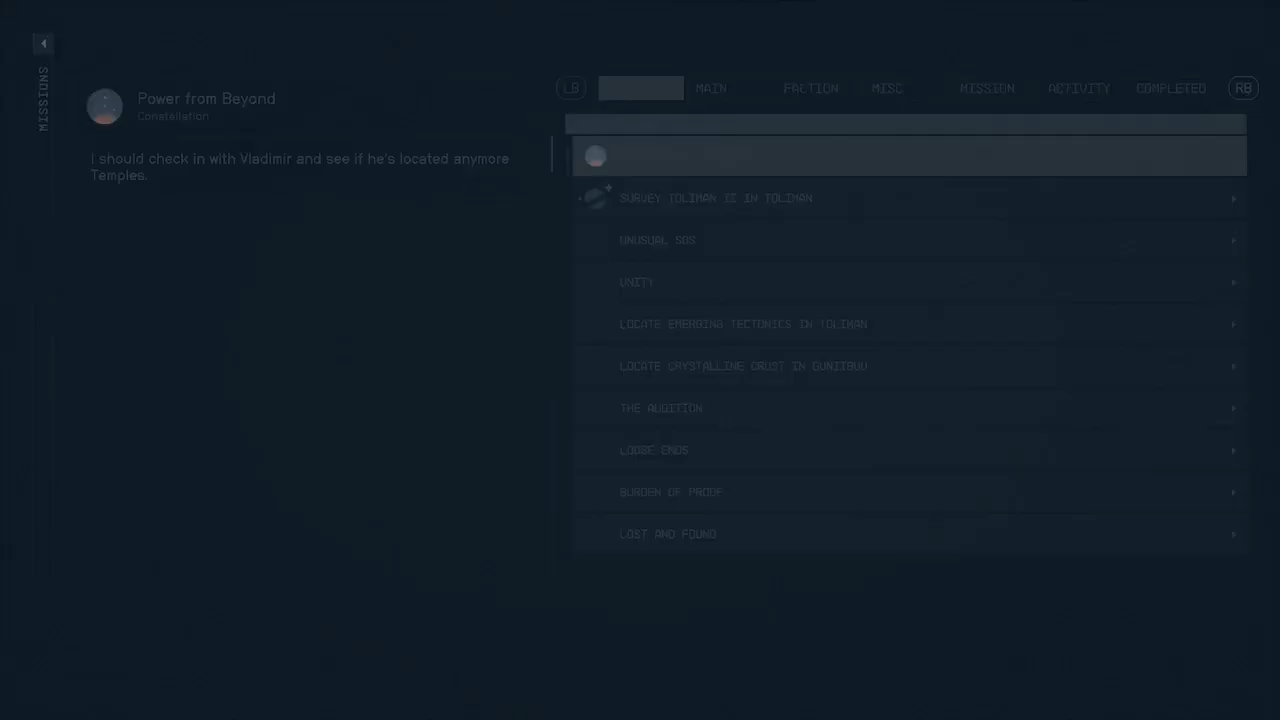 MISSIONS
Power from Beyond
Constellation
I should check in with Vladimir and see if he's located anymore
Temples.
LB MAIN FACTION MISC MISSION ACTIVITY COMPLETED RB
SURVEY TOLIMAN II IN TOLIMAN
UNUSUAL SOS
UNITY
LOCATE EMERGING TECTONICS IN TOLIMAN
LOCATE CRYSTALLINE CRUST IN GUNIIBUU
THE AUDITION
LOOSE ENDS
BURDEN OF PROOF
LOST AND FOUND